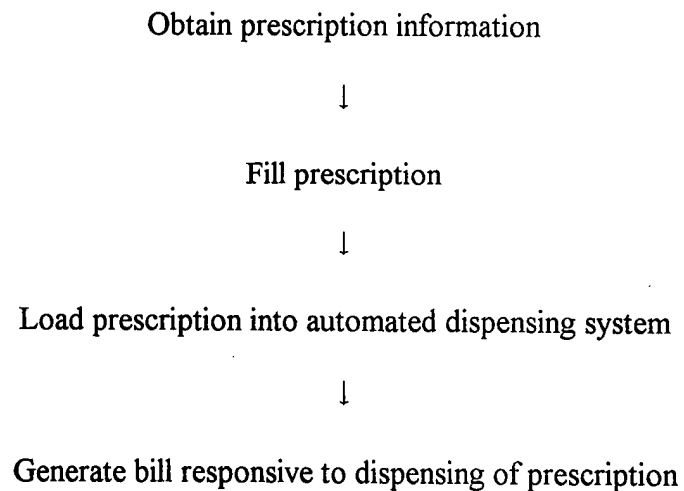 Obtain prescription information
↓
Fill prescription
↓
Load prescription into automated dispensing system
↓
Generate bill responsive to dispensing of prescription